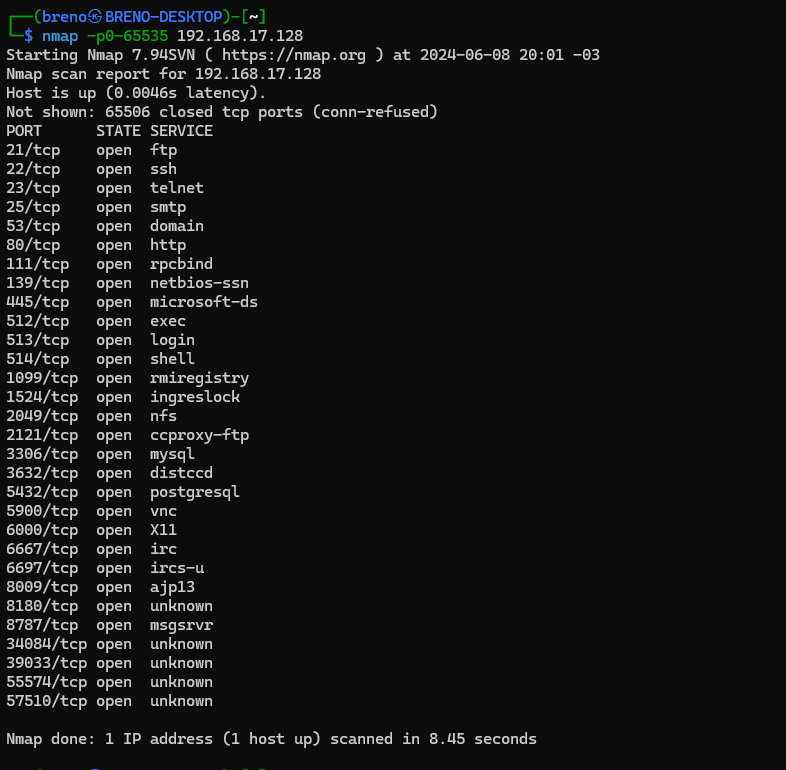 ┌──(breno㉿BRENO-DESKTOP)-[~]
└─$ nmap -p0-65535 192.168.17.128
Starting Nmap 7.94SVN ( https://nmap.org ) at 2024-06-08 20:01 -03
Nmap scan report for 192.168.17.128
Host is up (0.0046s latency).
Not shown: 65506 closed tcp ports (conn-refused)
PORT      STATE SERVICE
21/tcp    open  ftp
22/tcp    open  ssh
23/tcp    open  telnet
25/tcp    open  smtp
53/tcp    open  domain
80/tcp    open  http
111/tcp   open  rpcbind
139/tcp   open  netbios-ssn
445/tcp   open  microsoft-ds
512/tcp   open  exec
513/tcp   open  login
514/tcp   open  shell
1099/tcp  open  rmiregistry
1524/tcp  open  ingreslock
2049/tcp  open  nfs
2121/tcp  open  ccproxy-ftp
3306/tcp  open  mysql
3632/tcp  open  distccd
5432/tcp  open  postgresql
5900/tcp  open  vnc
6000/tcp  open  X11
6667/tcp  open  irc
6697/tcp  open  ircs-u
8009/tcp  open  ajp13
8180/tcp  open  unknown
8787/tcp  open  msgsrvr
34084/tcp open  unknown
39033/tcp open  unknown
55574/tcp open  unknown
57510/tcp open  unknown
Nmap done: 1 IP address (1 host up) scanned in 8.45 seconds